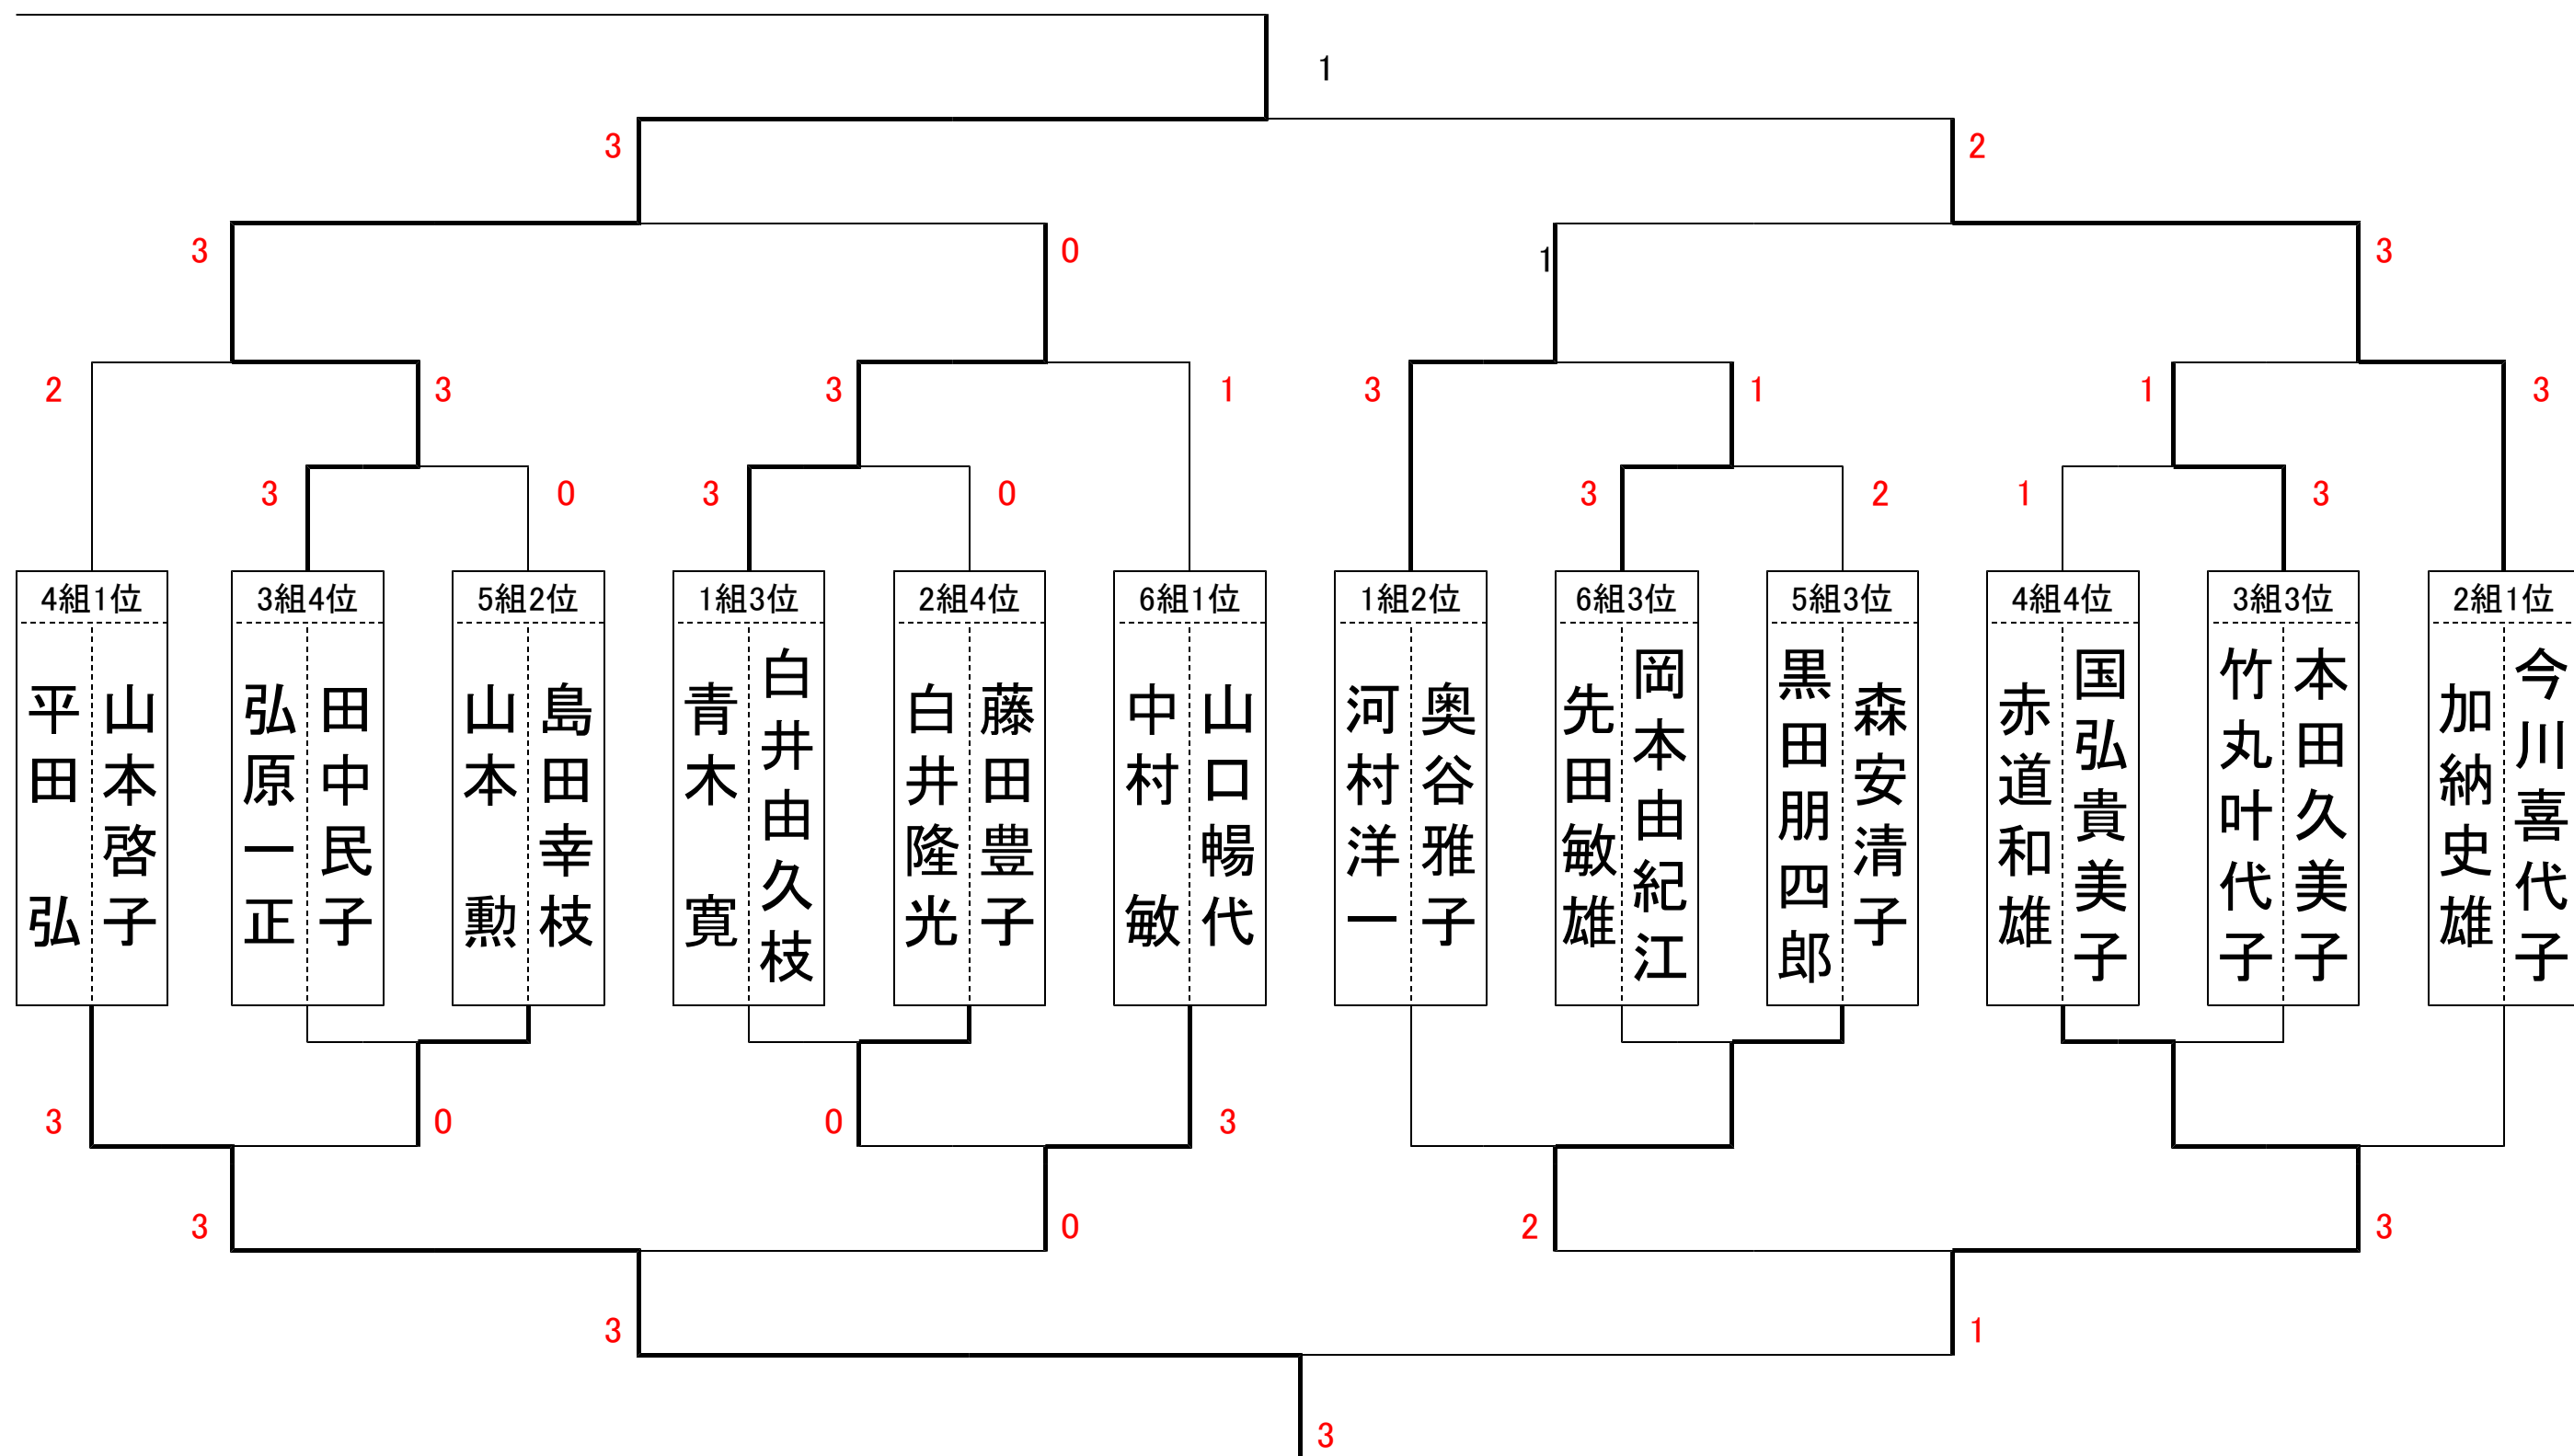 1
3
2
3
0
1
3
2
3
3
1
3
1
1
3
3
0
3
0
3
2
1
3
4組1位
3組4位
5組2位
1組3位
2組4位
6組1位
1組2位
6組3位
5組3位
4組4位
3組3位
2組1位
平田 弘
山本啓子
弘原一正
田中民子
山本 勲
島田幸枝
青木 寛
白井由久枝
白井隆光
藤田豊子
中村 敏
山口暢代
河村洋一
奥谷雅子
先田敏雄
岡本由紀江
黒田朋四郎
森安清子
赤道和雄
国弘貴美子
竹丸叶代子
本田久美子
加納史雄
今川喜代子
3
0
0
3
3
0
2
3
3
1
3